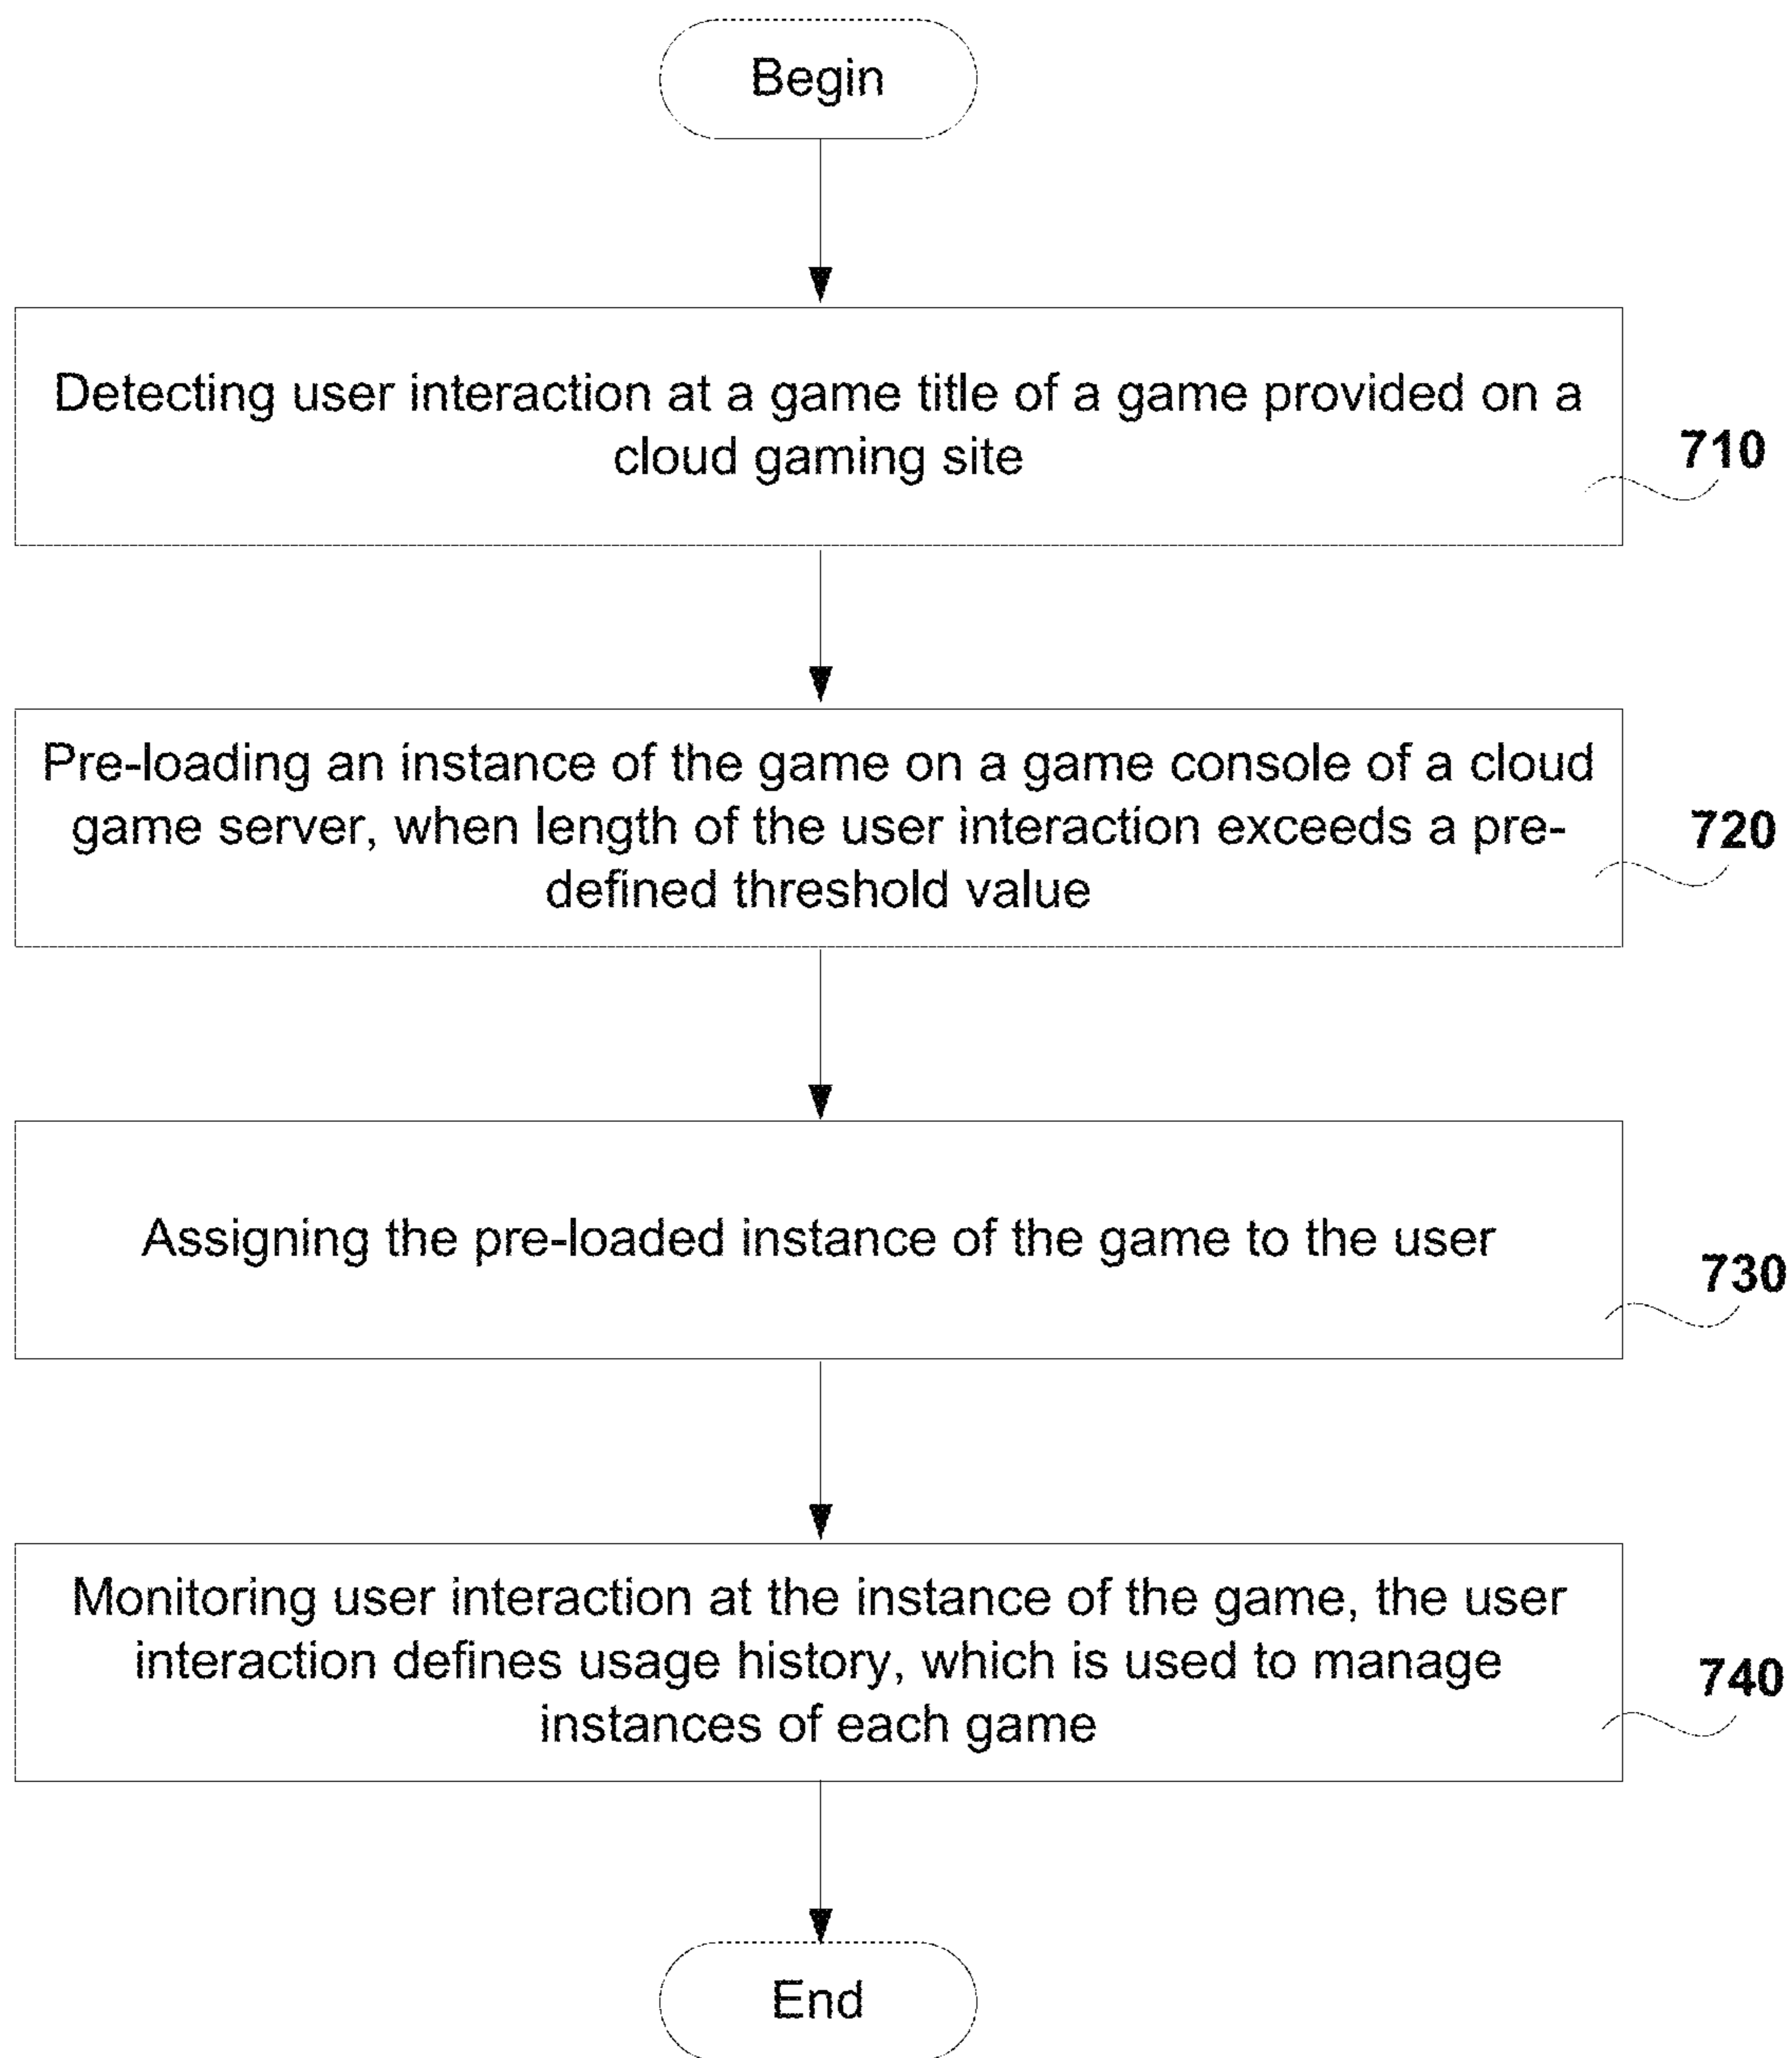 Begin
Detecting user interaction at a game title of a game provided on a
cloud gaming site
710
Pre-loading an instance of the game on a game console of a cloud
game server, when length of the user interaction exceeds a pre-
defined threshold value
720
Assigning the pre-loaded instance of the game to the user
730
Monitoring user interaction at the instance of the game, the user
interaction defines usage history, which is used to manage
instances of each game
740
End